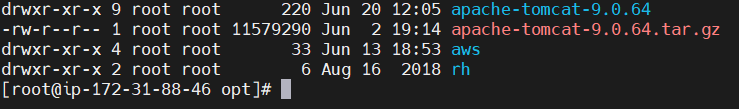 drwxr-xr-x 9 root root 220 Jun 20 12:05 apache-tomcat-9.0.64
-rw-r--r-- 1 root root 11579290 Jun 2 19:14 apache-tomcat-9.0.64.tar.gz
drwxr-xr-x 4 root root 33 Jun 13 18:53 aws
drwxr-xr-x 2 root root 6 Aug 16 2018 rh
[root@ip-172-31-88-46 opt]#